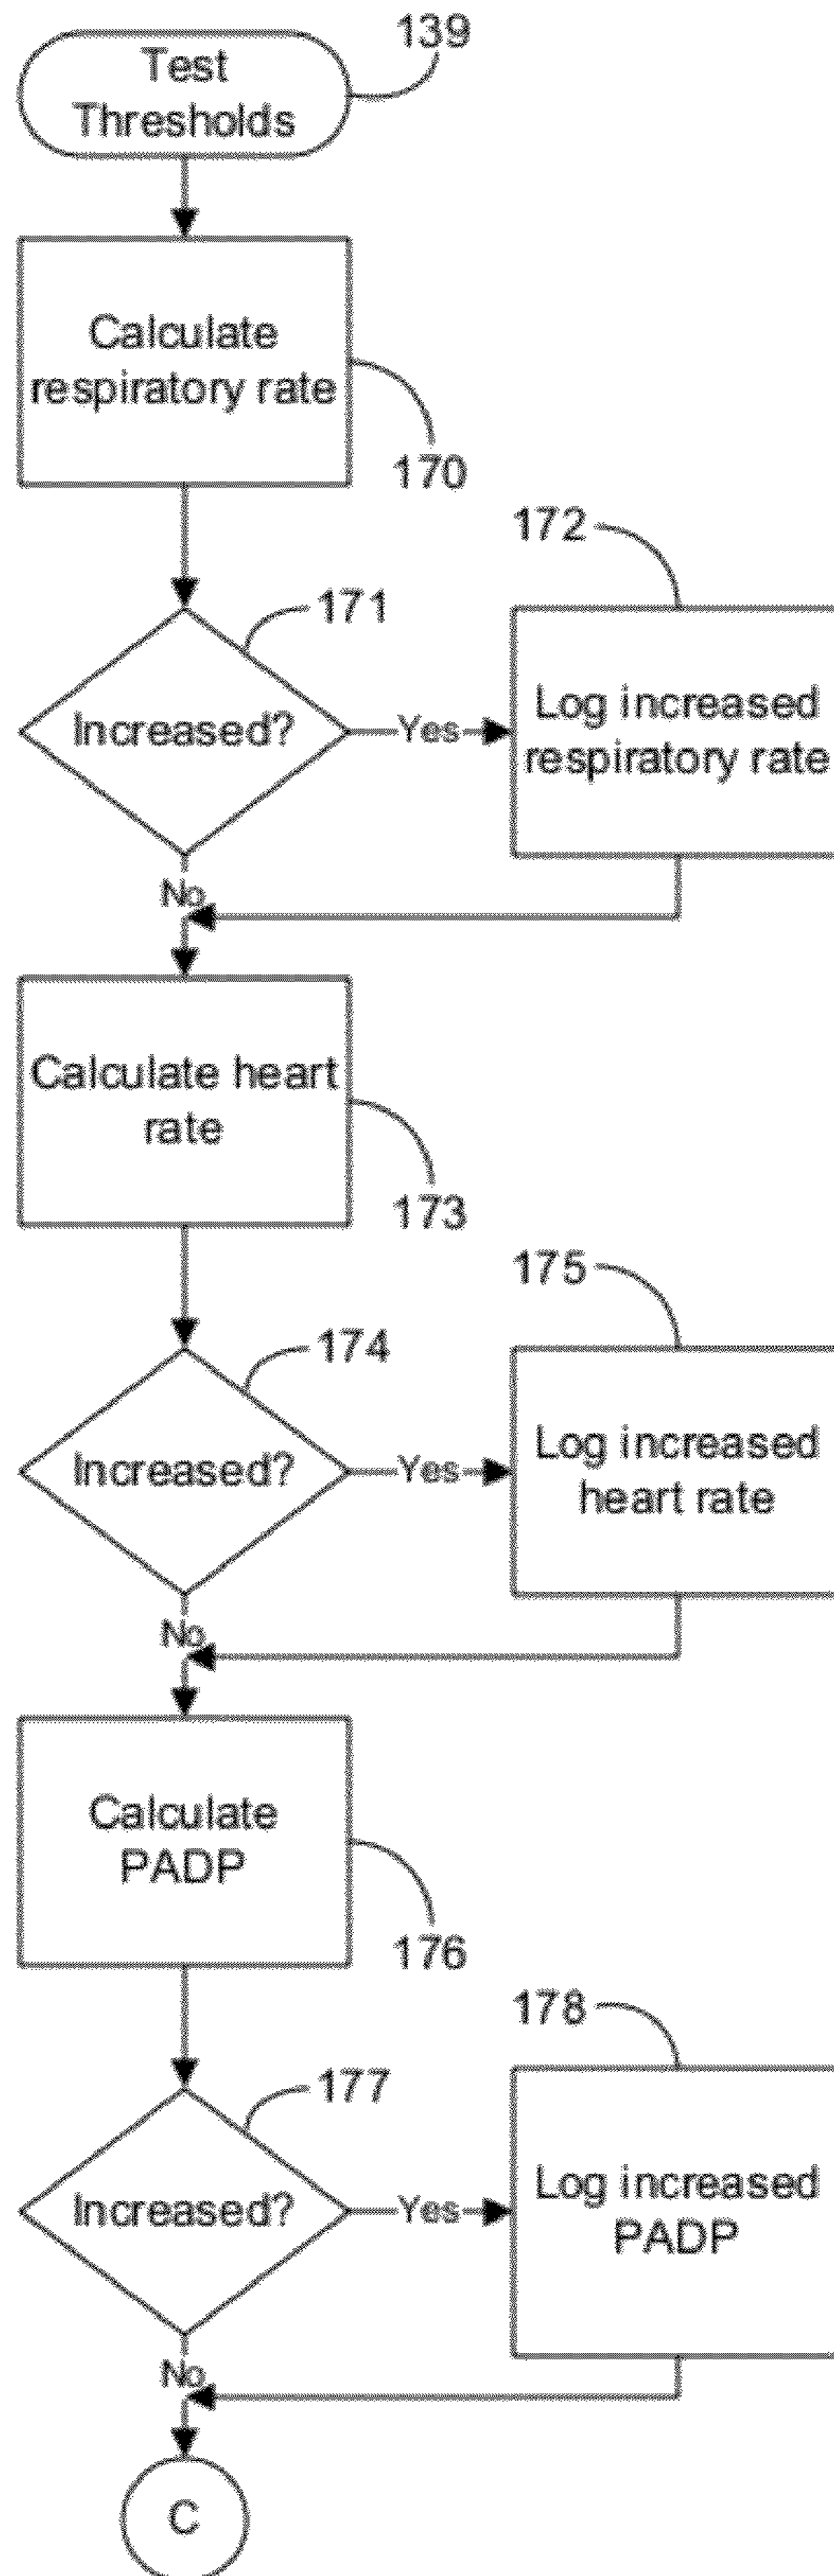 139
Test
Thresholds
Calculate
respiratory rate
170
172
171
Increased?
Yes
Log increased
respiratory rate
No
Calculate heart
rate
173
175
174
Increased?
Yes
Log increased
heart rate
No
Calculate
PADP
176
178
177
Increased?
Yes
Log increased
PADP
No
C